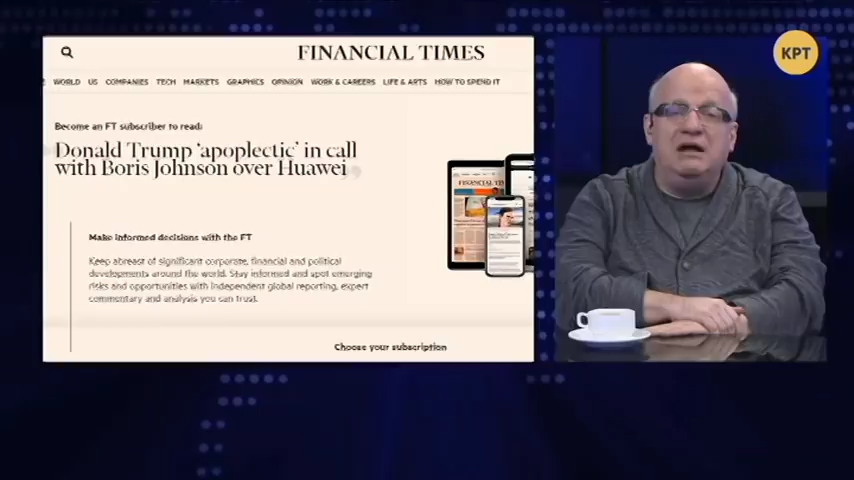 FINANCIAL TIMES
WORLD US COMPANIES TECH MARKETS GRAPHICS OPINION WORK & CAREERS LIFE & ARTS HOW TO SPEND IT
Become an FT subscriber to read:
Donald Trump ‘apoplectic’ in call
with Boris Johnson over Huawei
Make informed decisions with the FT
Keep abreast of significant corporate, financial and political
developments around the world. Stay informed and spot emerging
risks and opportunities with independent global reporting, expert
commentary and analysis you can trust.
Choose your subscription
KPT